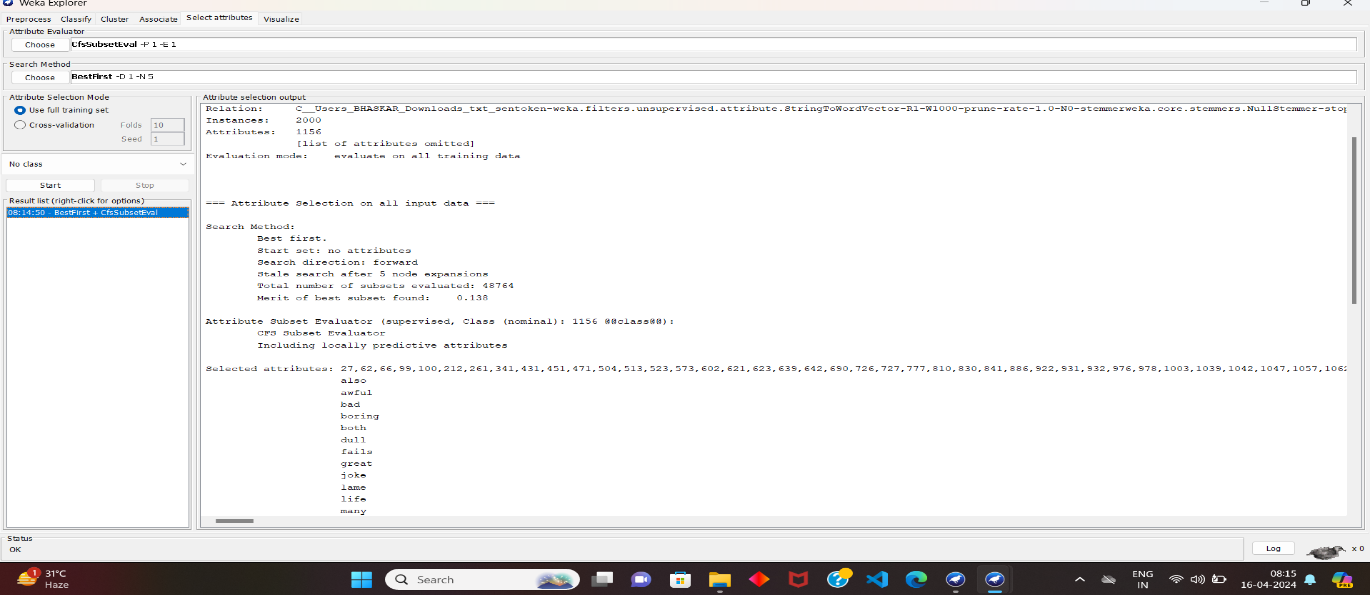 Weka Explorer
Preprocess Classify Cluster Associate Select attributes Visualize
Attribute Evaluator
Choose CfsSubsetEval -P 1 -E 1
Search Method
Choose BestFirst -D 1 -N 5
Attribute Selection Mode
Use full training set
Cross-validation Folds 10
Seed 1
No class
Start Stop
Result list (right-click for options)
08:14:50 - BestFirst + CfsSubsetEval
Attribute selection output
Relation: C__Users_BHASKAR_Downloads_txt_sentoken-weka.filters.unsupervised.attribute.StringToWordVector-R1-W1000-prune-rate-1.0-N0-stemmerweka.core.stemmers.NullStemmer-stop
Instances: 2000
Attributes: 1156
[list of attributes omitted]
Evaluation mode: evaluate on all training data
=== Attribute Selection on all input data ===
Search Method:
Best first.
Start set: no attributes
Search direction: forward
Stale search after 5 node expansions
Total number of subsets evaluated: 48764
Merit of best subset found: 0.138
Attribute Subset Evaluator (supervised, Class (nominal): 1156 @@class@@):
CFS Subset Evaluator
Including locally predictive attributes
Selected attributes: 27,62,66,99,100,212,261,341,431,451,471,504,513,523,573,602,621,623,639,642,690,726,727,777,810,830,841,886,922,931,932,976,978,1003,1039,1042,1047,1057,1062
also
awful
bad
boring
both
dull
fails
great
joke
lame
life
many
Status
OK
Log x 0
1 31°C
Haze
Search
ENG
IN
08:15
16-04-2024